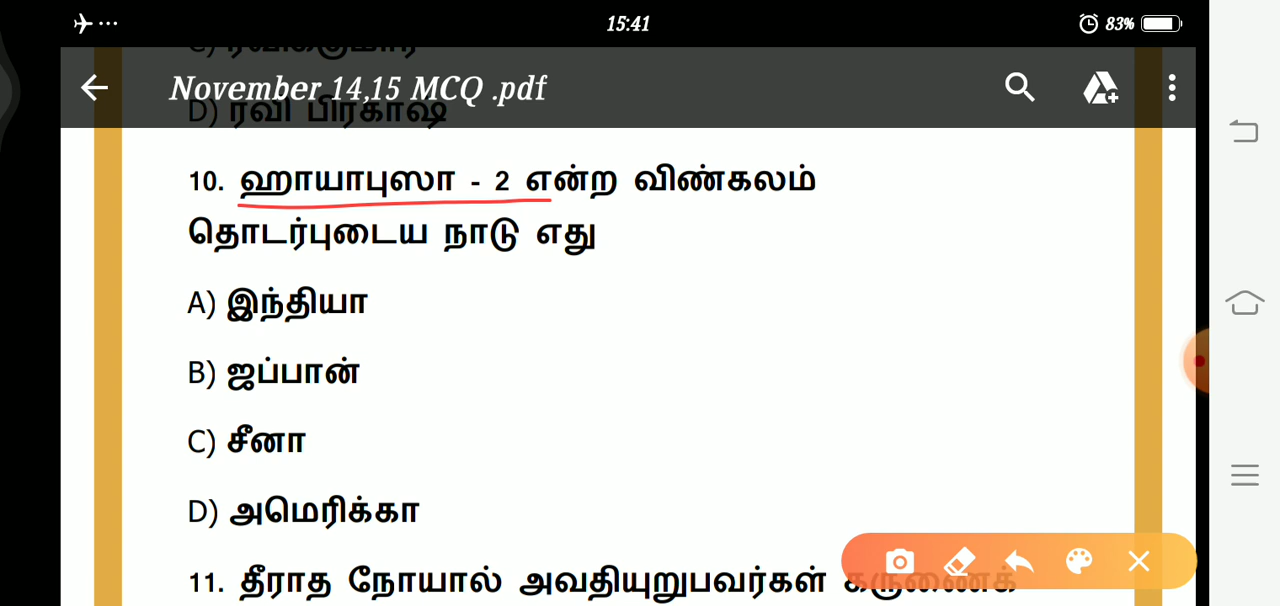 15:41
83%
November 14,15 MCQ .pdf
D) ரவி பிரகாஷ்
10. ஹாயாபுஸா - 2 என்ற விண்கலம்
தொடர்புடைய நாடு எது
A) இந்தியா
B) ஜப்பான்
C) சீனா
D) அமெரிக்கா
11. தீராத நோயால் அவதியுறுபவர்கள் கருணைக்